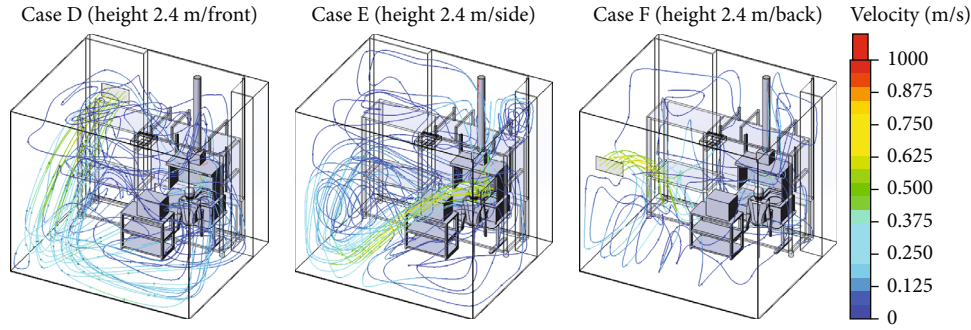 Case D (height 2.4 m/front)
Case E (height 2.4 m/side)
Case F (height 2.4 m/back)
Velocity (m/s)
1000
0.875
0.750
0.625
0.500
0.375
0.250
0.125
0